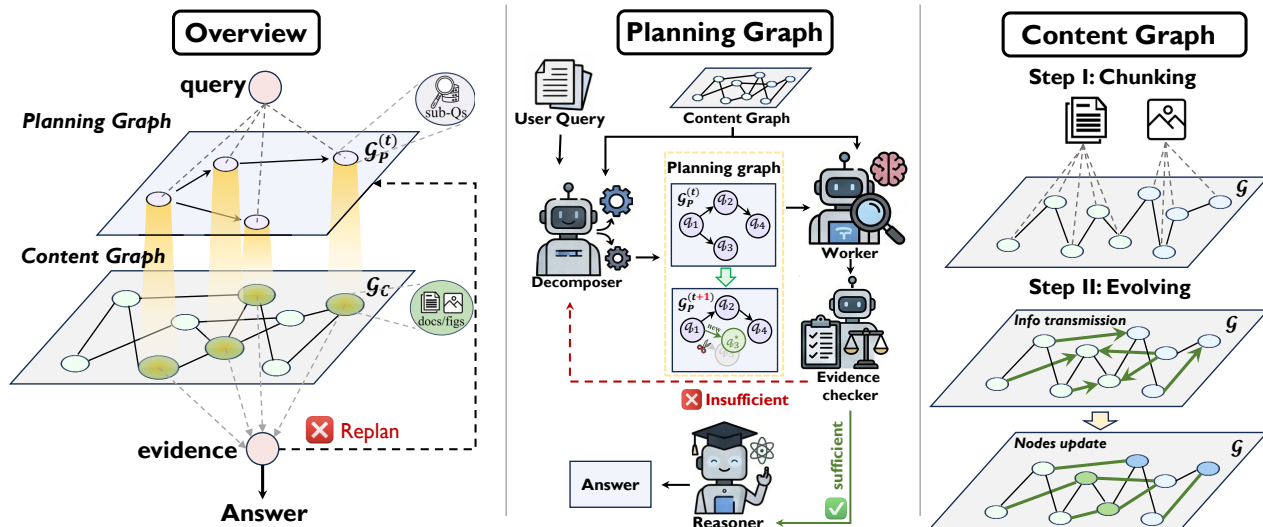 Overview
query
sub-Qs
Planning Graph
𝒢_P^(t)
Content Graph
𝒢_C
docs/figs
Replan
evidence
Answer
Planning Graph
User Query
Content Graph
Planning graph
𝒢_P^(t)
q₁
q₂
q₃
q₄
Decomposer
Worker
𝒢_P^(t+1)
q₁
q₂
q₄
new
q₃*
q₃
Evidence
checker
Insufficient
sufficient
Answer
Reasoner
Content Graph
Step I: Chunking
𝒢
Step II: Evolving
Info transmission
𝒢
Nodes update
𝒢